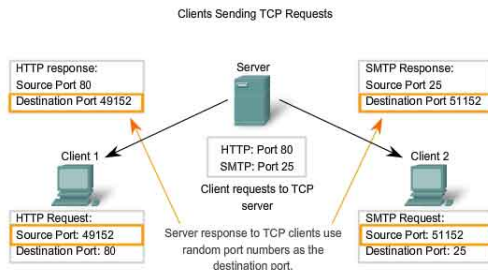 Clients Sending TCP Requests
HTTP response:
Source Port 80
Destination Port 49152
Server
SMTP Response:
Source Port 25
Destination Port 51152
HTTP: Port 80
SMTP: Port 25
Client 1
Client 2
Client requests to TCP
server
HTTP Request:
Source Port: 49152
Destination Port: 80
Server response to TCP clients use
random port numbers as the
destination port.
SMTP Request:
Source Port: 51152
Destination Port: 25